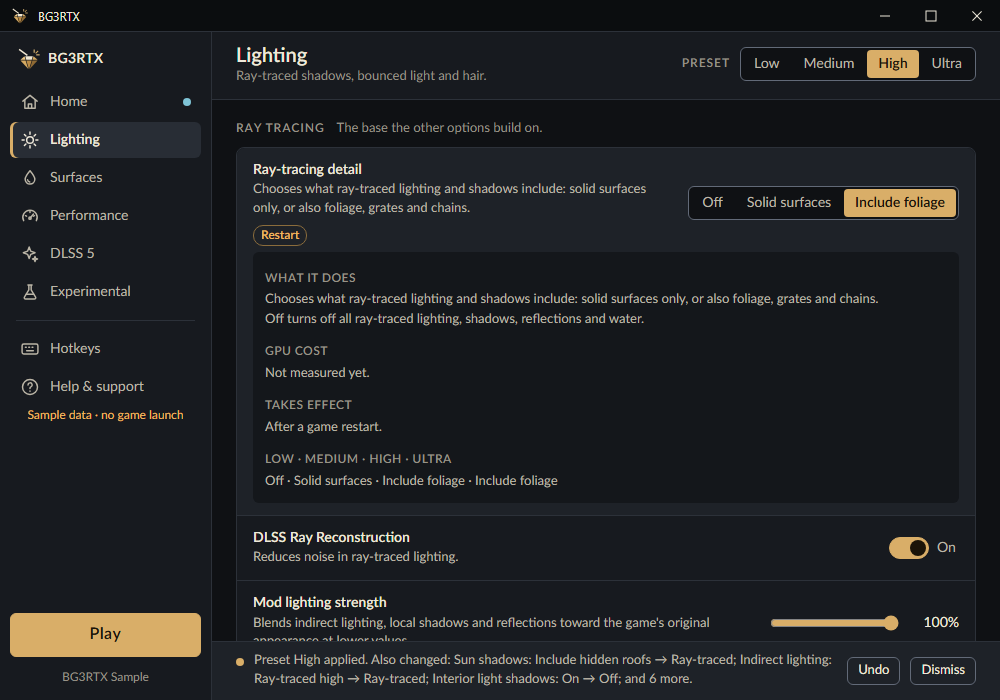 BG3RTX
BG3RTX
Home
Lighting
Surfaces
Performance
DLSS 5
Experimental
Hotkeys
Help & support
Sample data · no game launch
Play
BG3RTX Sample
Lighting
Ray-traced shadows, bounced light and hair.
PRESET Low Medium High Ultra
RAY TRACING The base the other options build on.
Ray-tracing detail
Chooses what ray-traced lighting and shadows include: solid surfaces
only, or also foliage, grates and chains.
Off Solid surfaces Include foliage
Restart
WHAT IT DOES
Chooses what ray-traced lighting and shadows include: solid surfaces only, or also foliage, grates and chains.
Off turns off all ray-traced lighting, shadows, reflections and water.
GPU COST
Not measured yet.
TAKES EFFECT
After a game restart.
LOW · MEDIUM · HIGH · ULTRA
Off · Solid surfaces · Include foliage · Include foliage
DLSS Ray Reconstruction
Reduces noise in ray-traced lighting.
On
Mod lighting strength
Blends indirect lighting, local shadows and reflections toward the game's original
appearance at lower values.
100%
Preset High applied. Also changed: Sun shadows: Include hidden roofs → Ray-traced; Indirect lighting:
Ray-traced high → Ray-traced; Interior light shadows: On → Off; and 6 more.
Undo Dismiss